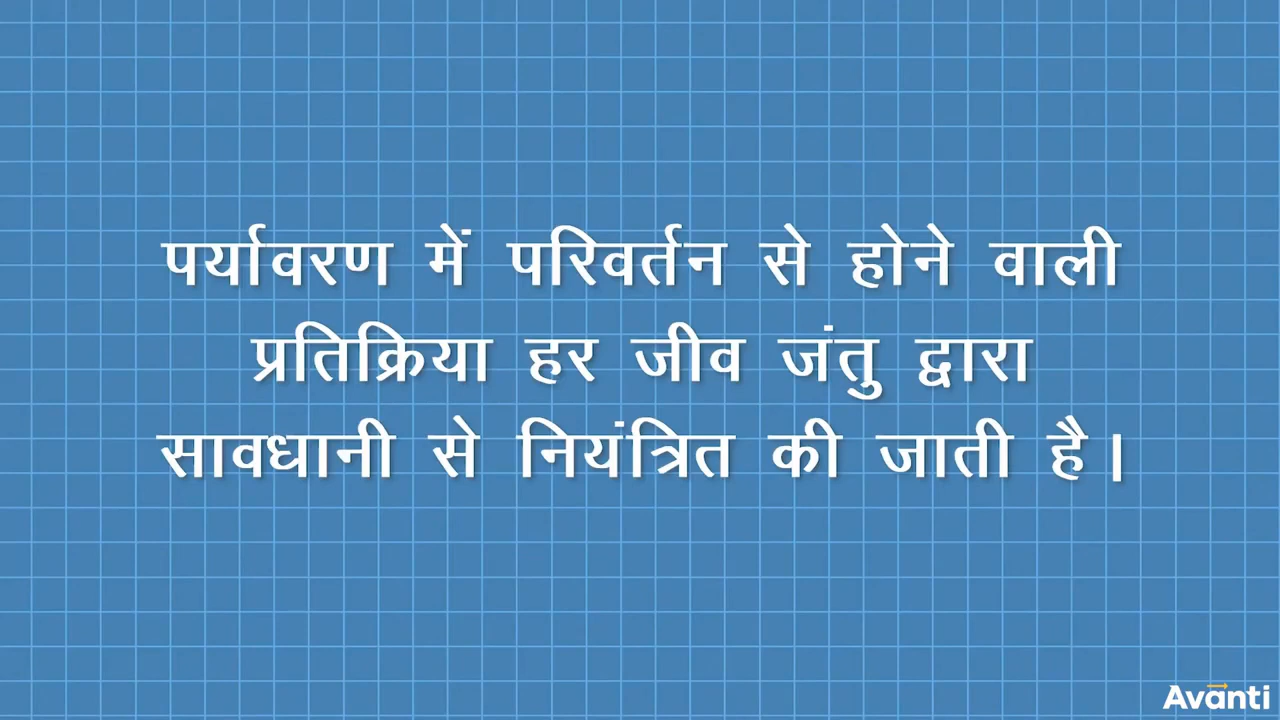 पर्यावरण में परिवर्तन से होने वाली
प्रतिक्रिया हर जीव जंतु द्वारा
सावधानी से नियंत्रित की जाती है।
Avanti